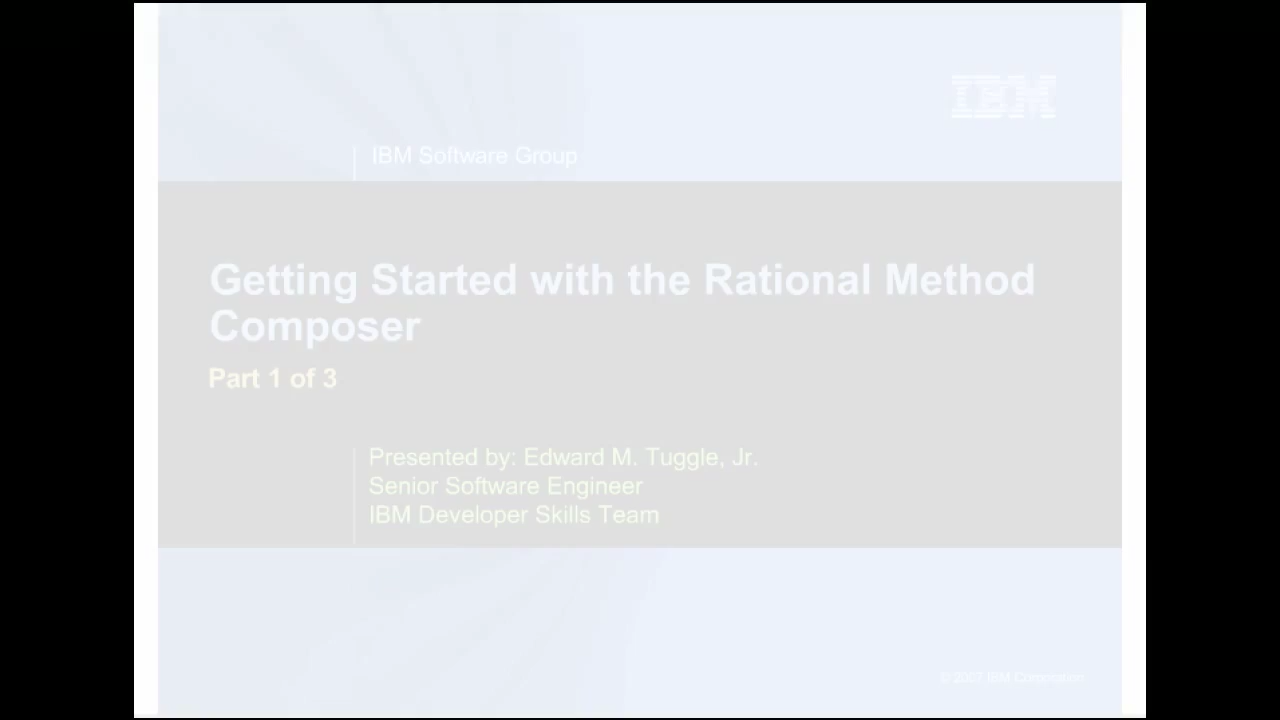 IBM
IBM Software Group
Getting Started with the Rational Method
Composer
Part 1 of 3
Presented by: Edward M. Tuggle, Jr.
Senior Software Engineer
IBM Developer Skills Team
© 2007 IBM Corporation